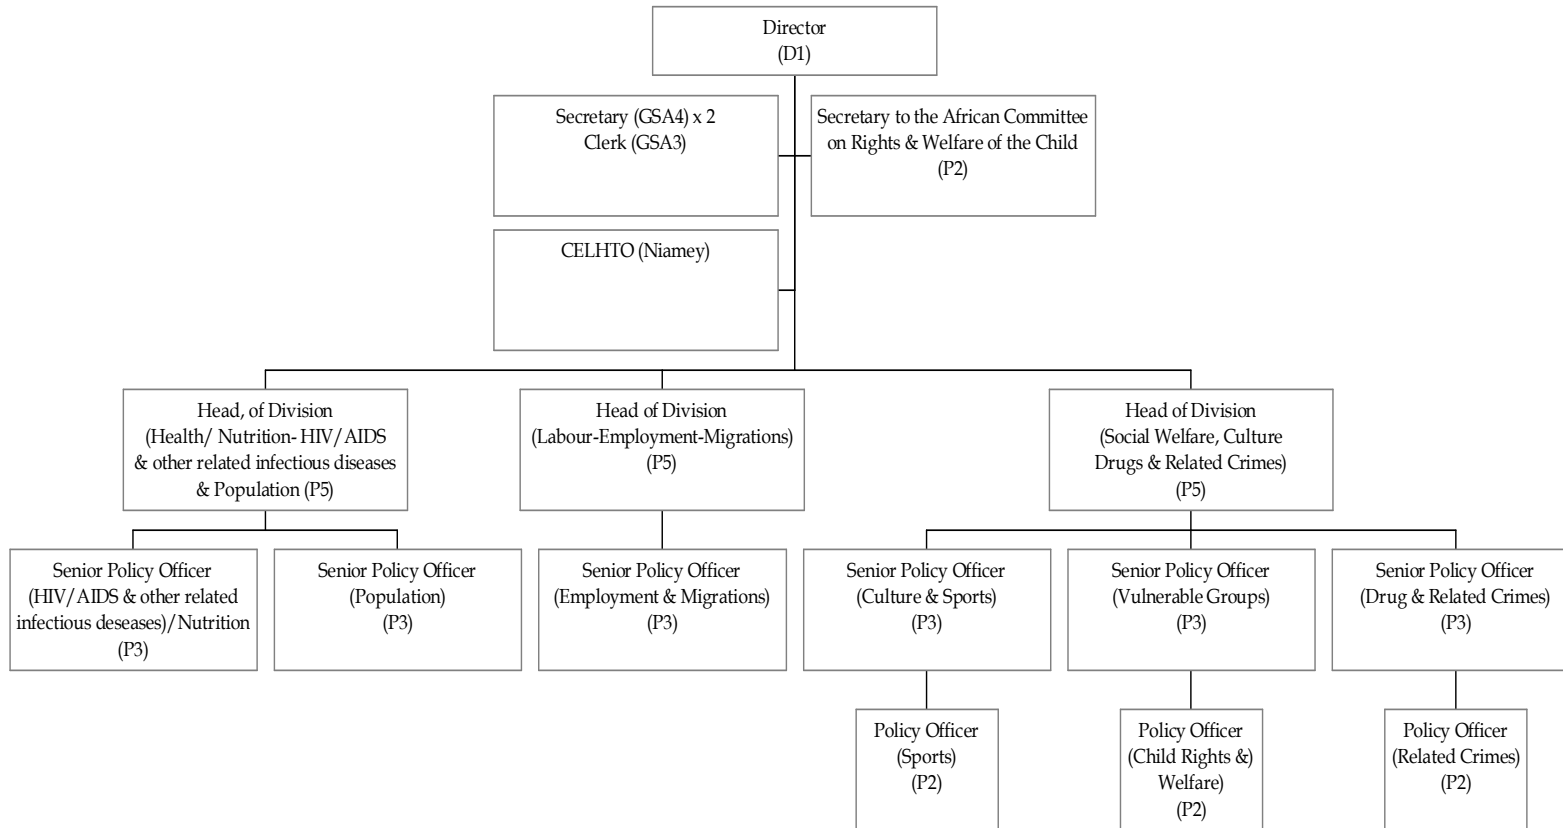 Director
(D1)
Secretary (GSA4) x 2
Clerk (GSA3)
Secretary to the African Committee
on Rights & Welfare of the Child
(P2)
CELHTO (Niamey)
Head, of Division
(Health/ Nutrition- HIV/AIDS
& other related infectious diseases
& Population (P5)
Head of Division
(Labour-Employment-Migrations)
(P5)
Head of Division
(Social Welfare, Culture
Drugs & Related Crimes)
(P5)
Senior Policy Officer
(HIV/AIDS & other related
infectious deseases)/Nutrition
(P3)
Senior Policy Officer
(Population)
(P3)
Senior Policy Officer
(Employment & Migrations)
(P3)
Senior Policy Officer
(Culture & Sports)
(P3)
Senior Policy Officer
(Vulnerable Groups)
(P3)
Senior Policy Officer
(Drug & Related Crimes)
(P3)
Policy Officer
(Sports)
(P2)
Policy Officer
(Child Rights &)
Welfare)
(P2)
Policy Officer
(Related Crimes)
(P2)